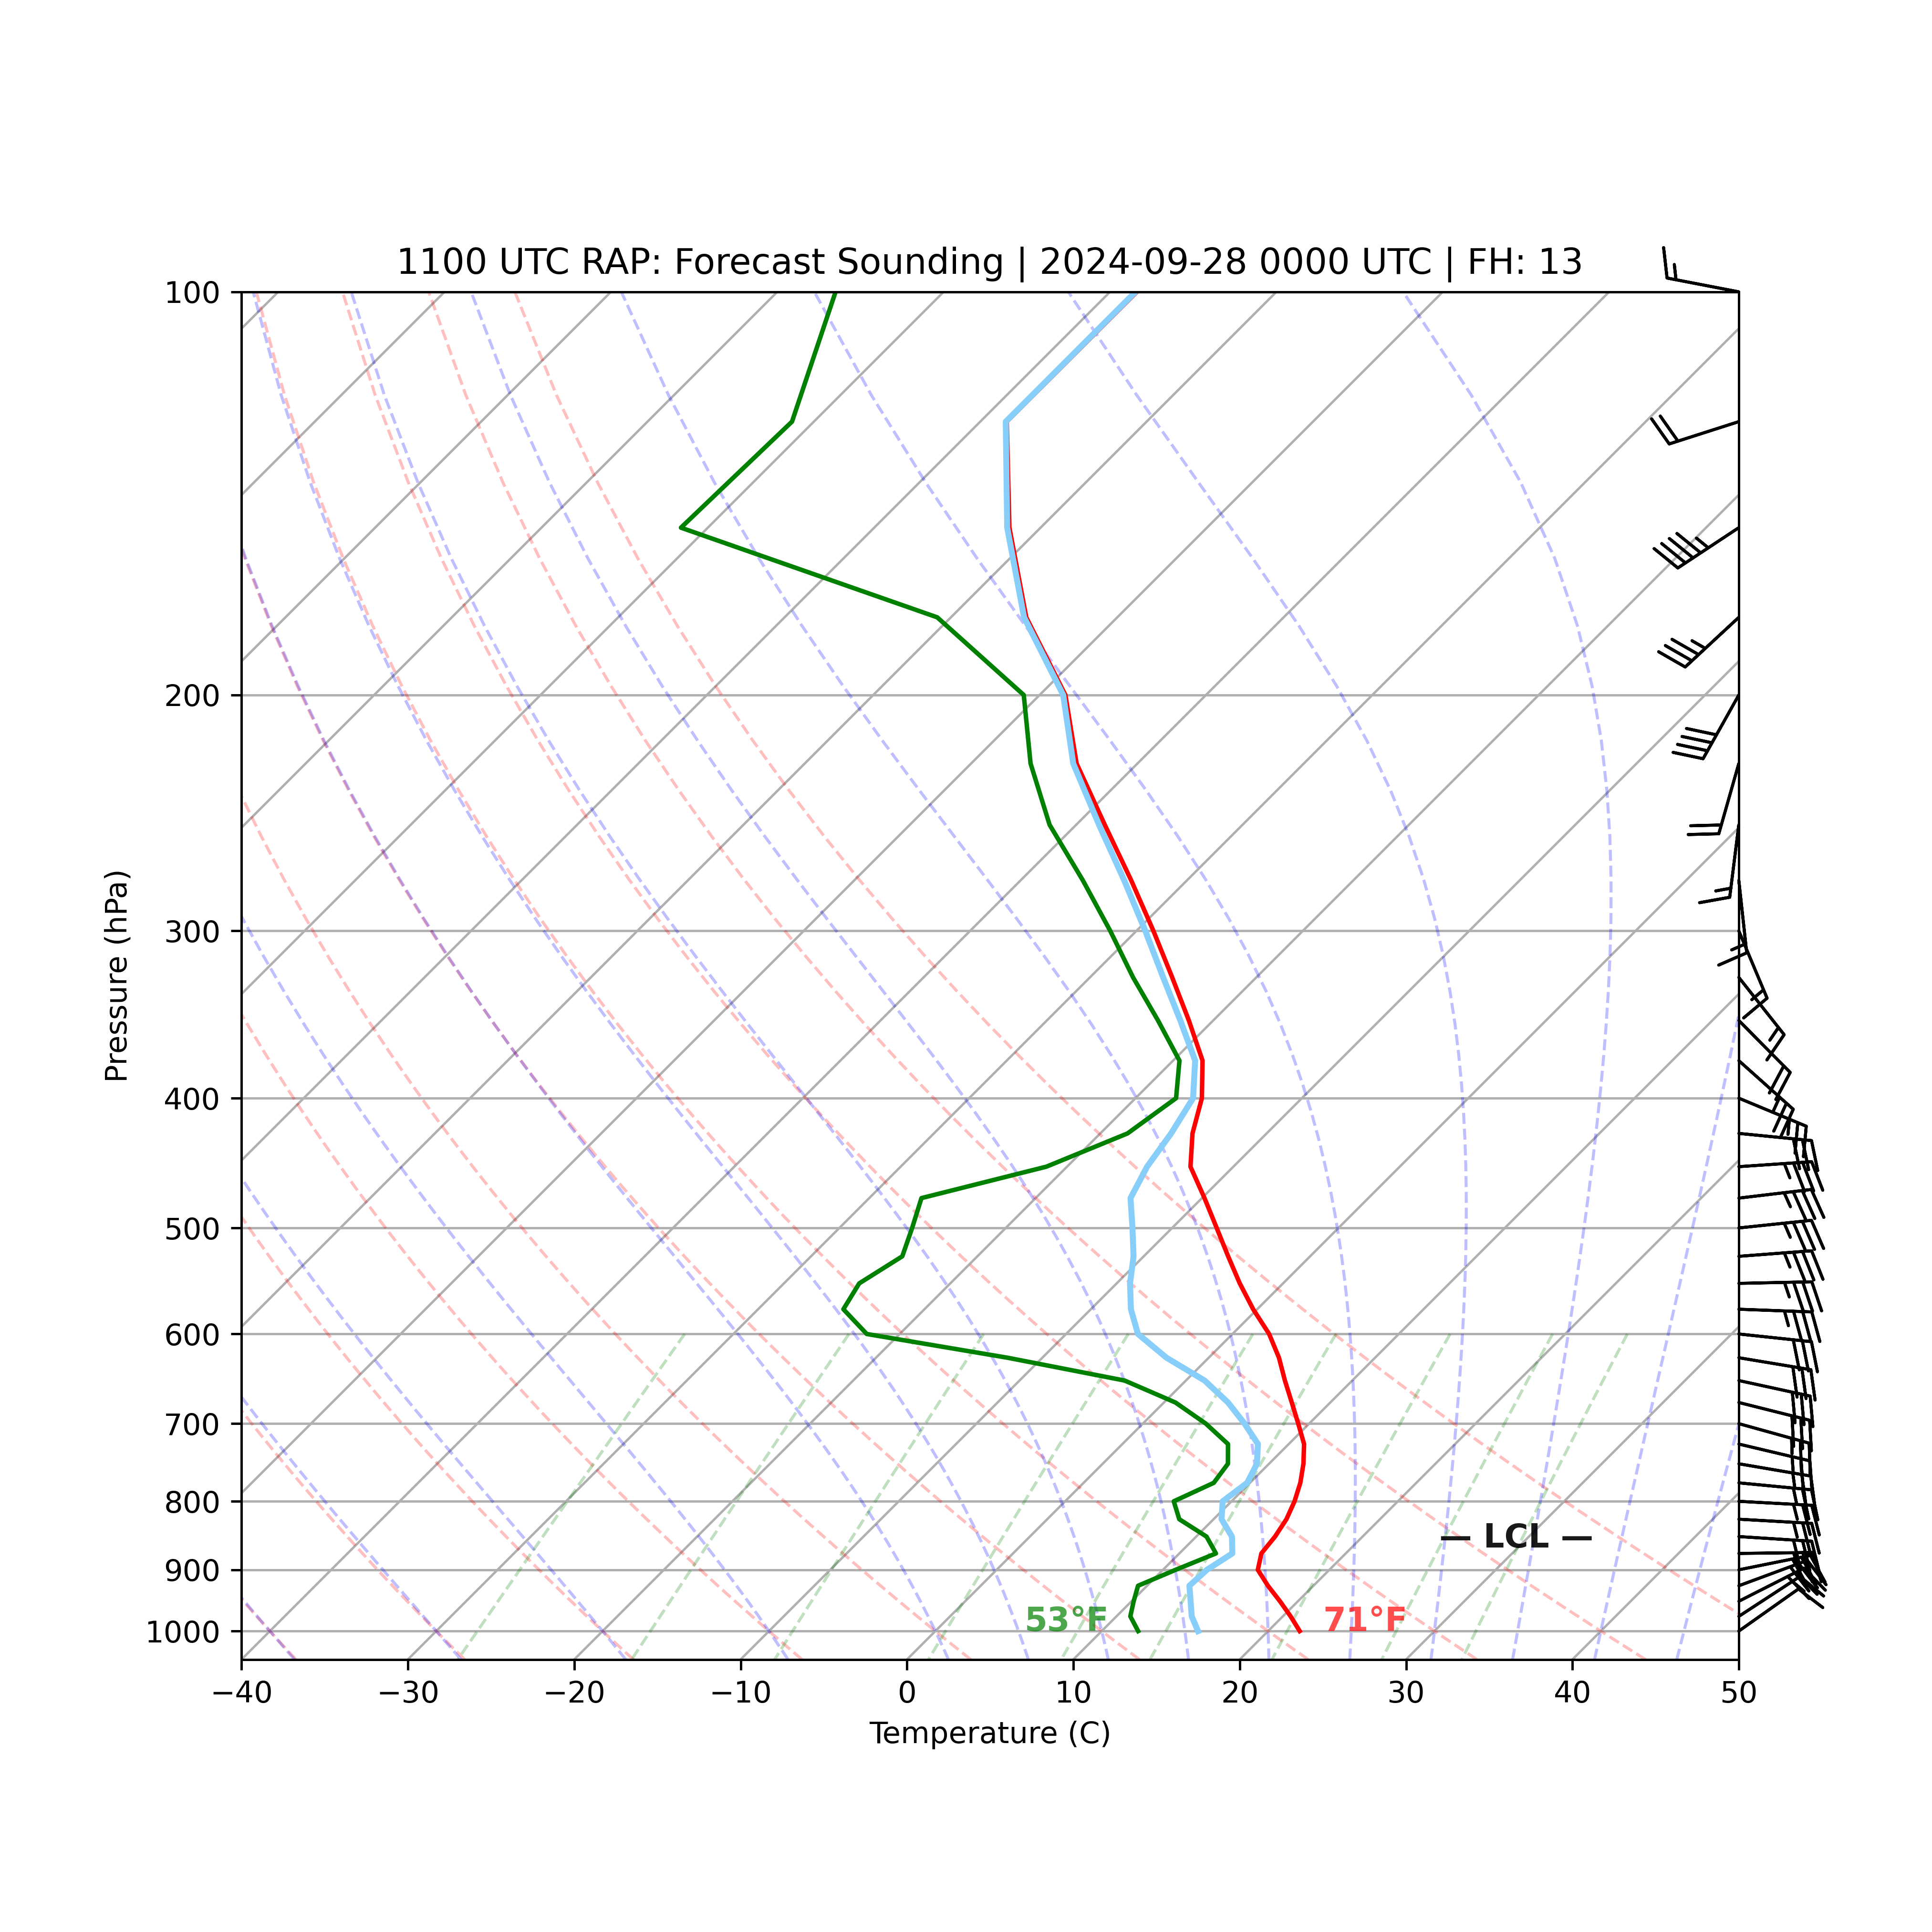 1100 UTC RAP: Forecast Sounding | 2024-09-28 0000 UTC | FH: 13
100
200
300
400
500
600
700
800
900
1000
Pressure (hPa)
— LCL —
53°F
71°F
−40 −30 −20 −10 0 10 20 30 40 50
Temperature (C)